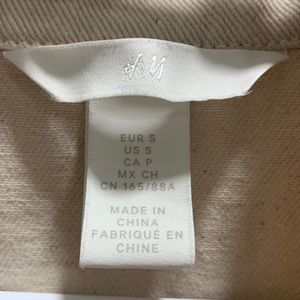 H&M
EUR S
US S
CA P
MX CH
CN 165/88A
MADE IN
CHINA
FABRIQUÉ EN
CHINE